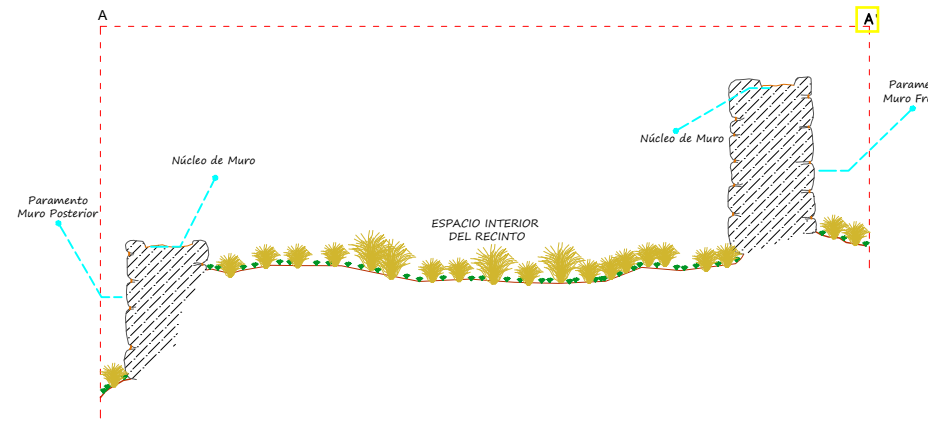 A
A'
Parame
Muro Fr
Núcleo de Muro
Núcleo de Muro
Paramento
Muro Posterior
ESPACIO INTERIOR
DEL RECINTO